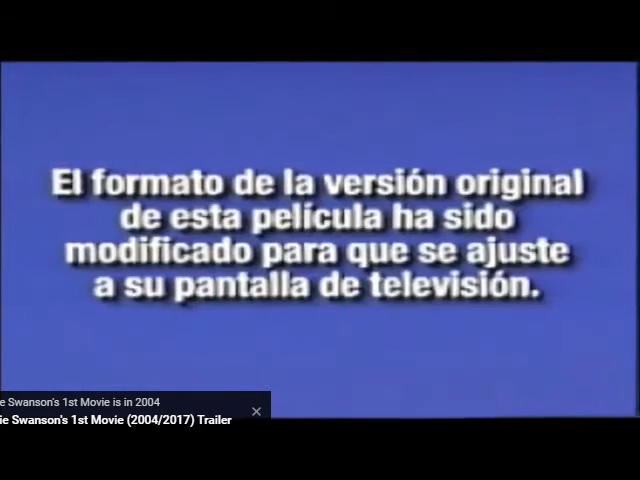 El formato de la versión original
de esta película ha sido
modificado para que se ajuste
a su pantalla de televisión.
e Swanson's 1st Movie is in 2004
ie Swanson's 1st Movie (2004/2017) Trailer